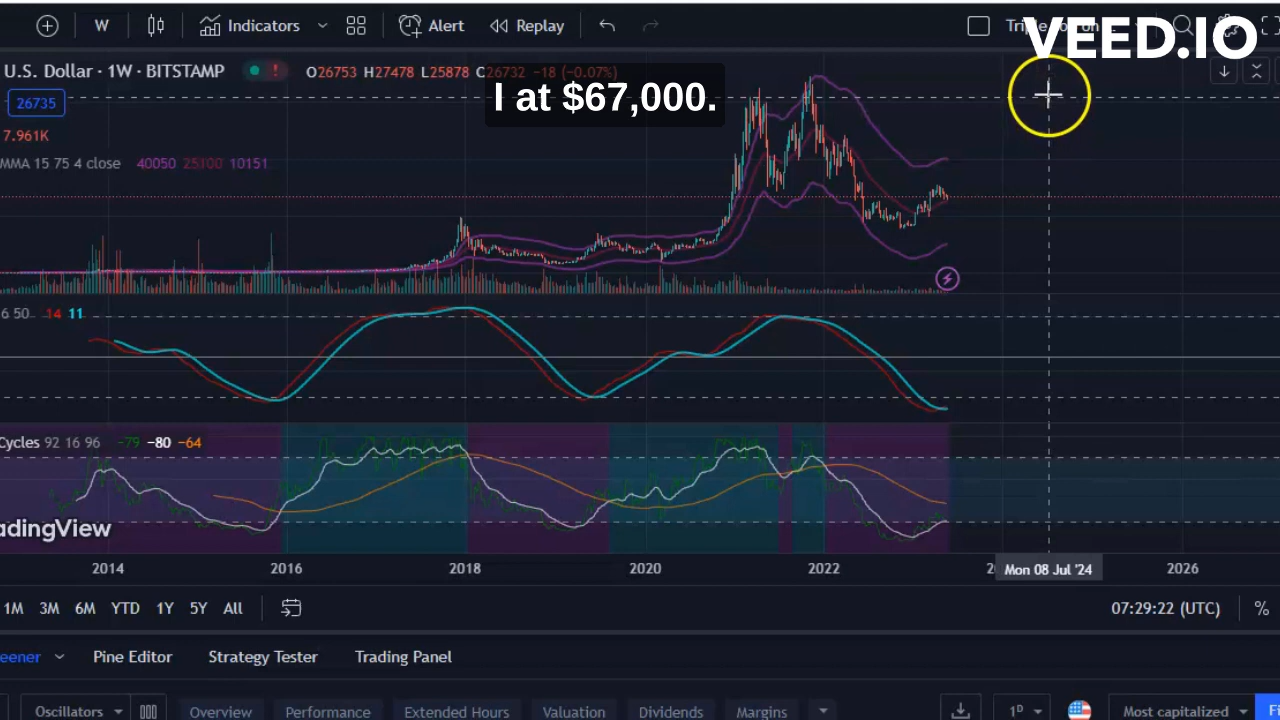 W Indicators Alert Replay
VEED.IO
U.S. Dollar · 1W · BITSTAMP O26753 H27478 L25878 C26732 −18 (−0.07%)
I at $67,000.
26735
7.961K
MMA 15 75 4 close 40050 25100 10151
6 50 14 11
Cycles 92 16 96 -79 −80 −64
adingView
2014 2016 2018 2020 2022 Mon 08 Jul '24 2026
1M 3M 6M YTD 1Y 5Y All 07:29:22 (UTC) %
eener Pine Editor Strategy Tester Trading Panel
Oscillators Overview Performance Extended Hours Valuation Dividends Margins 1D Most capitalized Fi